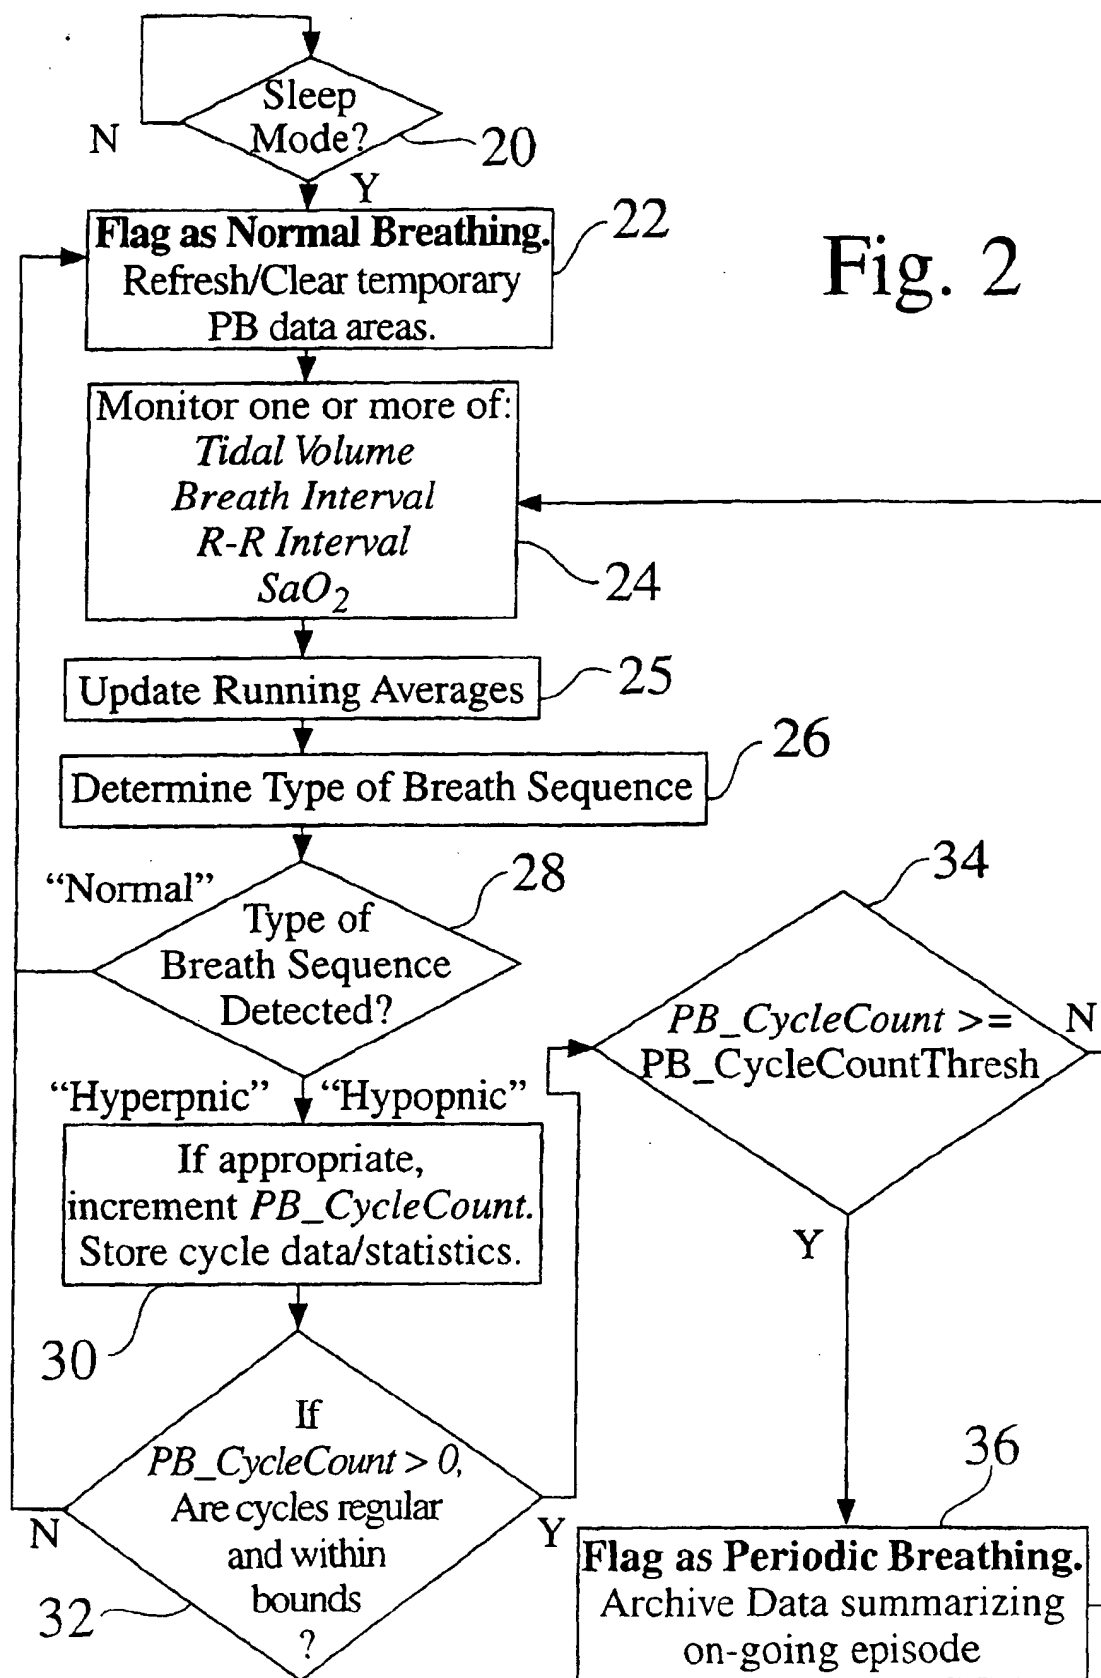 Sleep
Mode?
N
20
Y
Flag as Normal Breathing.
Refresh/Clear temporary
PB data areas.
22
Fig. 2
Monitor one or more of:
Tidal Volume
Breath Interval
R-R Interval
SaO2
24
Update Running Averages
25
Determine Type of Breath Sequence
26
"Normal"
Type of
Breath Sequence
Detected?
28
"Hyperpnic" "Hypopnic"
If appropriate,
increment PB_CycleCount.
Store cycle data/statistics.
30
If
PB_CycleCount > 0,
Are cycles regular
and within
bounds
?
N
Y
32
34
PB_CycleCount >=
PB_CycleCountThresh
N
Y
36
Flag as Periodic Breathing.
Archive Data summarizing
on-going episode